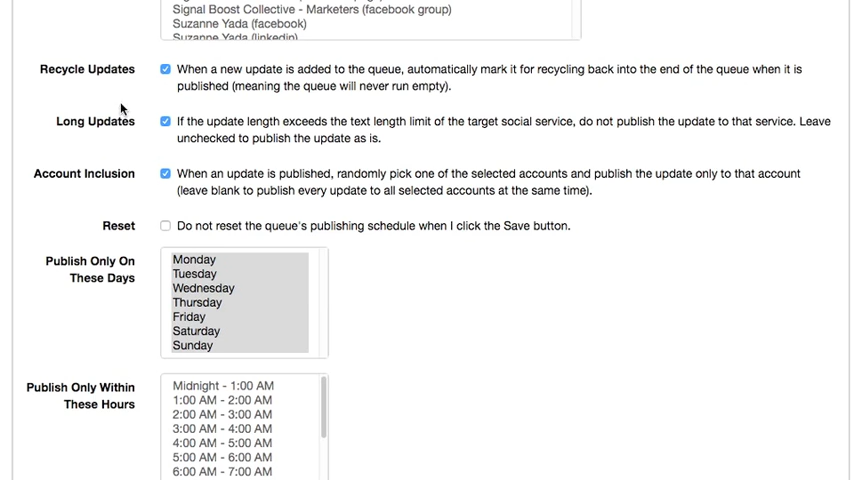 Signal Boost Collective - Marketers (facebook group)
Suzanne Yada (facebook)
Suzanne Yada (linkedin)
Recycle Updates
When a new update is added to the queue, automatically mark it for recycling back into the end of the queue when it is
published (meaning the queue will never run empty).
Long Updates
If the update length exceeds the text length limit of the target social service, do not publish the update to that service. Leave
unchecked to publish the update as is.
Account Inclusion
When an update is published, randomly pick one of the selected accounts and publish the update only to that account
(leave blank to publish every update to all selected accounts at the same time).
Reset
Do not reset the queue's publishing schedule when I click the Save button.
Publish Only On
These Days
Monday
Tuesday
Wednesday
Thursday
Friday
Saturday
Sunday
Publish Only Within
These Hours
Midnight - 1:00 AM
1:00 AM - 2:00 AM
2:00 AM - 3:00 AM
3:00 AM - 4:00 AM
4:00 AM - 5:00 AM
5:00 AM - 6:00 AM
6:00 AM - 7:00 AM